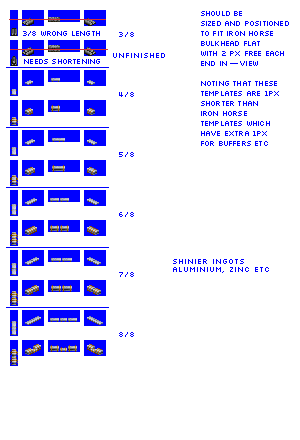 SHOULD BE
SIZED AND POSITIONED
TO FIT IRON HORSE
BULKHEAD FLAT
WITH 2 PX FREE EACH
END IN -- VIEW
3/8 WRONG LENGTH
3/8
UNFINISHED
NEEDS SHORTENING
NOTING THAT THESE
TEMPLATES ARE 1PX
SHORTER THAN
IRON HORSE
TEMPLATES WHICH
HAVE EXTRA 1PX
FOR BUFFERS ETC
4/8
5/8
6/8
SHINIER INGOTS
ALUMINIUM, ZINC ETC
7/8
8/8